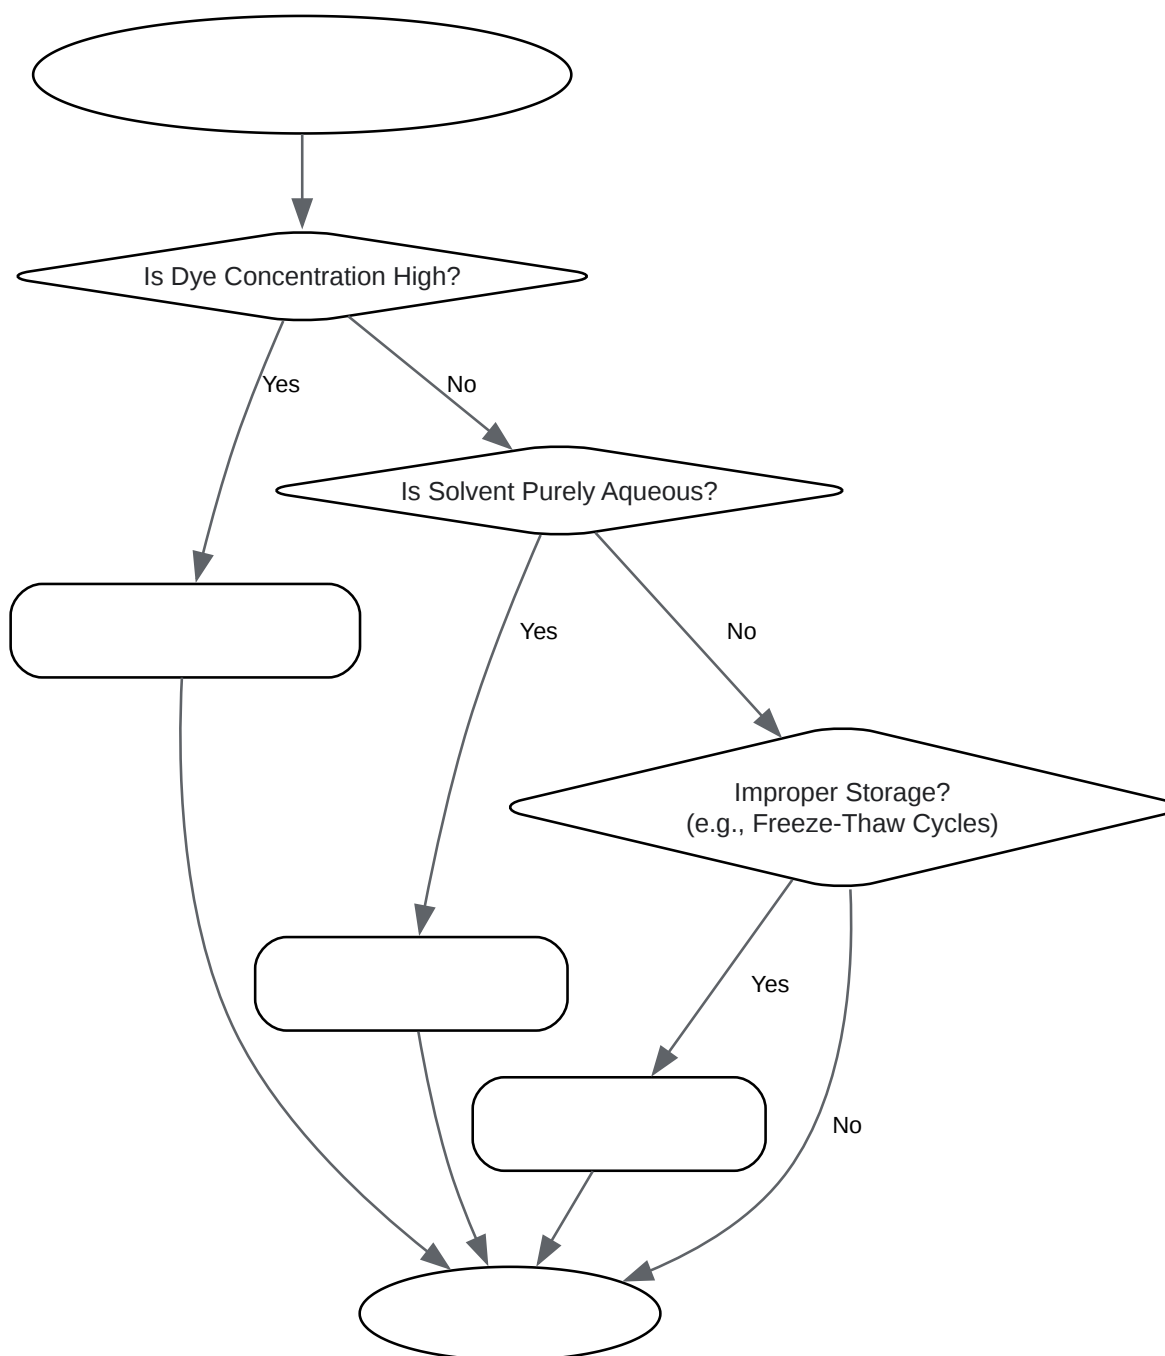 Is Dye Concentration High?
Yes
No
Is Solvent Purely Aqueous?
Yes
No
Improper Storage?
(e.g., Freeze-Thaw Cycles)
Yes
No